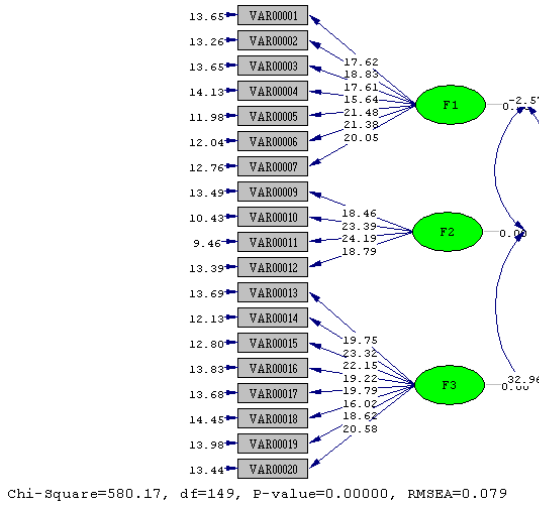 13.65 VAR00001
13.26 VAR00002
13.65 VAR00003 17.62
18.83
14.13 VAR00004 17.61
15.64 F1 0. -2.57
11.98 VAR00005 21.48
12.04 VAR00006 21.38
20.05
12.76 VAR00007
13.49 VAR00009
10.43 VAR00010 18.46
23.39 F2 0.00
9.46 VAR00011 24.19
13.39 VAR00012 18.79
13.69 VAR00013
12.13 VAR00014
19.75
12.80 VAR00015 23.32
22.15
13.83 VAR00016 19.22
19.79 F3 32.96
0.00
13.68 VAR00017
16.02
14.45 VAR00018 18.62
20.58
13.98 VAR00019
13.44 VAR00020
Chi-Square=580.17, df=149, P-value=0.00000, RMSEA=0.079